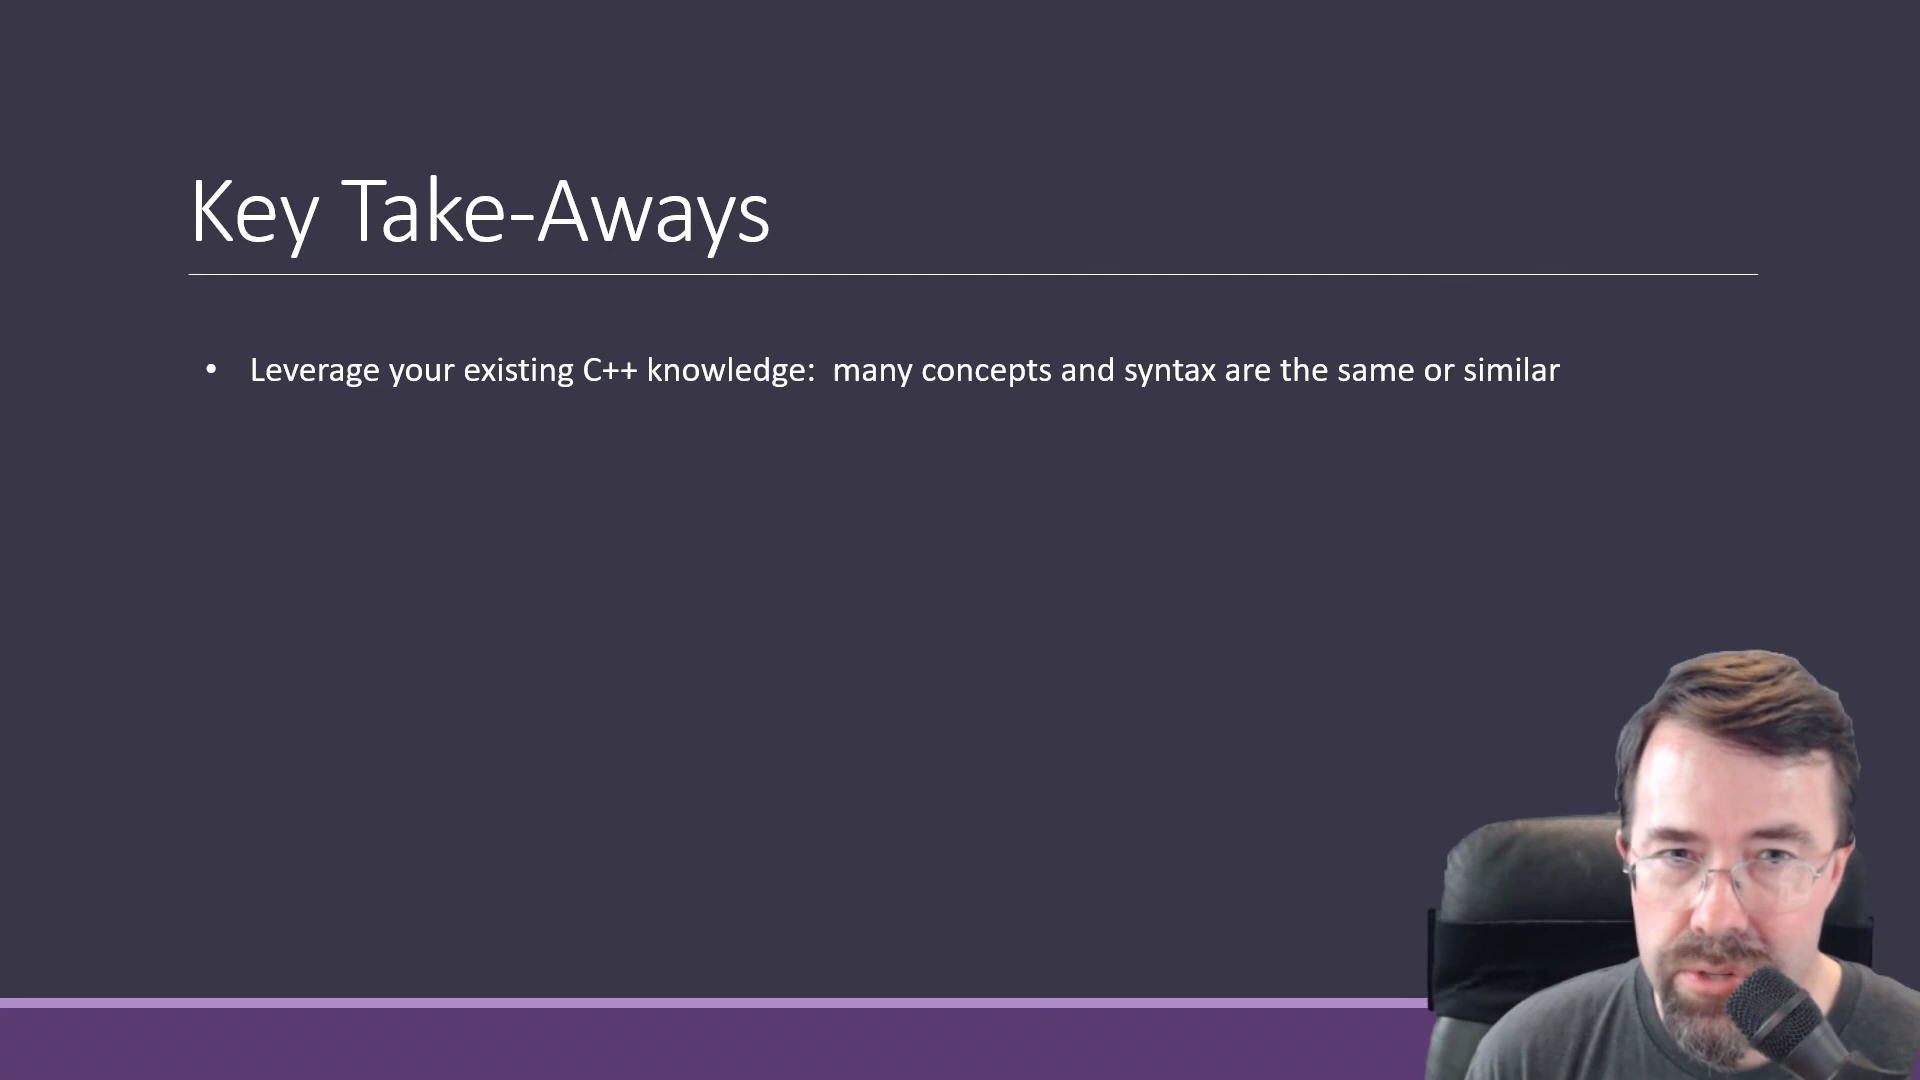 Key Take-Aways
• Leverage your existing C++ knowledge:  many concepts and syntax are the same or similar